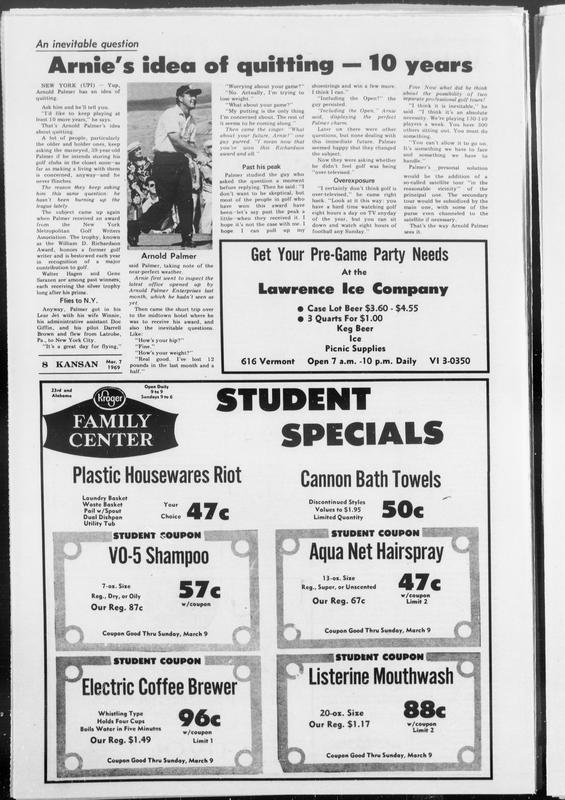 An inevitable question
Arnie's idea of quitting — 10 years
NEW YORK (UPI) — Yup,
Arnold Palmer has an idea of
quitting.
Ask him and he'll tell you.
"I'd like to keep playing at
least 10 more years," he says.
That's Arnold Palmer's idea
about quitting.
A lot of people, particularly
the older and holder ones, keep
asking the moneyed, 39-year-old
Palmer if he intends storing his
golf clubs in the closet soon—as
far as making a living with them
is concerned, anyway—and he
never flinches.
The reason they keep asking
him this same question: he
hasn't been burning up the
league lately.
The subject came up again
when Palmer received an award
from the New York
Metropolitan Golf Writers
Association. The trophy, known
as the William D. Richardson
Award, honors a former golf
writer and is bestowed each year
in recognition of a major
contribution to golf.
Walter Hagen and Gene
Sarazen are among past winners,
each receiving the silver trophy
long after his prime.
Flies to N.Y.
Anyway, Palmer got in his
Lear Jet with his wife Winnie,
his administrative assistant Doc
Giffin, and his pilot Darrell
Brown and flew from Latrobe,
Pa., to New York City.
"It's a great day for flying,"
8 KANSAN Mar. 7
1969
Arnold Palmer
said Palmer, taking note of the
near-perfect weather.
Arnie first went to inspect the
latest office opened up by
Arnold Palmer Enterprises last
month, which he hadn't seen as
yet.
Then came the short trip over
to the midtown hotel where he
was to receive his award, and
also the inevitable questions.
Like:
"How's your hip?"
"Fine."
"How's your weight?"
"Real good. I've lost 12
pounds in the last month and a
half."
"Worrying about your game?"
"No. Actually, I'm trying to
lose weight."
"What about your game?"
"My putting is the only thing
I'm concerned about. The rest of
it seems to be coming along."
Then came the zinger. "What
about your future, Arnie?" one
guy purred. "I mean now that
you've won this Richardson
award and all."
Past his peak
Palmer studied the guy who
asked the question a moment
before replying. Then he said: "I
don't want to be skeptical, but
most of the people in golf who
have won this award have
been—let's say past the peak a
little—when they received it. I
hope it's not the case with me. I
hope I can pull up my
shoestrings and win a few more.
I think I can."
"Including the Open?" the
guy persisted.
"Including the Open," Arnie
said, displaying the perfect
Palmer charm.
Later on there were other
questions, but none dealing with
this immediate future. Palmer
seemed happy that they changed
the subject.
Now they were asking whether
he didn't feel golf was being
"over-televised."
Overexposure
"I certainly don't think golf is
over-televised," he came right
back. "Look at it this way: you
have a hard time watching golf
eight hours a day on TV anyday
of the year, but you can sit
down and watch eight hours of
football any Sunday."
Fine. Now what did he think
about the possibility of two
separate professional golf tours?
"I think it is inevitable," he
said. "I think it's an absolute
necessity. We're playing 130-140
players a week. You have 300
others sitting out. You must do
something.
"You can't allow it to go on.
It's something we have to face
and something we have to
handle."
Palmer's personal solution
would be the addition of a
so-called satellite tour "in the
reasonable vicinity" of the
principal one. The secondary
tour would be subsidized by the
main one, with some of the
purse even channeled to the
satellite if necessary.
That's the way Arnold Palmer
sees it.
Get Your Pre-Game Party Needs
At the
Lawrence Ice Company
● Case Lot Beer $3.60 - $4.55
● 3 Quarts For $1.00
Keg Beer
Ice
Picnic Supplies
616 Vermont Open 7 a.m. -10 p.m. Daily VI 3-0350
23rd and
Alabama
Kroger
Open Daily
9 to 9
Sundays 9 to 6
FAMILY
CENTER
STUDENT
SPECIALS
Plastic Housewares Riot
Laundry Basket
Waste Basket
Pail w/Spout
Dual Dishpan
Utility Tub
Your
Choice
47c
Cannon Bath Towels
Discontinued Styles
Values to $1.95
Limited Quantity
50c
STUDENT COUPON
VO-5 Shampoo
7-oz. Size
Reg., Dry, or Oily
Our Reg. 87c
57c
w/coupon
Coupon Good Thru Sunday, March 9
STUDENT COUPON
Aqua Net Hairspray
13-oz. Size
Reg., Super, or Unscented
Our Reg. 67c
47c
w/coupon
Limit 2
Coupon Good Thru Sunday, March 9
STUDENT COUPON
Electric Coffee Brewer
Whistling Type
Holds Four Cups
Boils Water in Five Minutes
Our Reg. $1.49
96c
w/coupon
Limit 1
Coupon Good Thru Sunday, March 9
STUDENT COUPON
Listerine Mouthwash
20-oz. Size
Our Reg. $1.17
88c
w/coupon
Limit 2
Coupon Good Thru Sunday, March 9